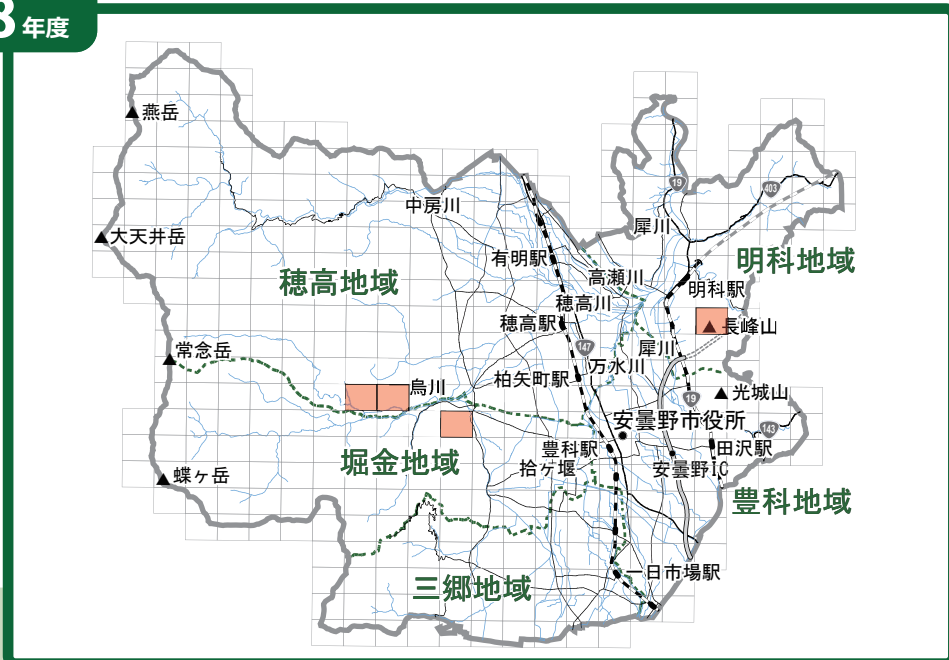 3年度
燕岳
大天井岳
中房川
有明駅
穂高地域
高瀬川
穂高川
穂高駅
犀川
19
403
明科地域
明科駅
長峰山
常念岳
147
犀川
万水川
柏矢町駅
烏川
19
光城山
安曇野市役所
143
豊科駅
田沢駅
堀金地域
拾ヶ堰
安曇野IC
蝶ヶ岳
豊科地域
三郷地域
一日市場駅